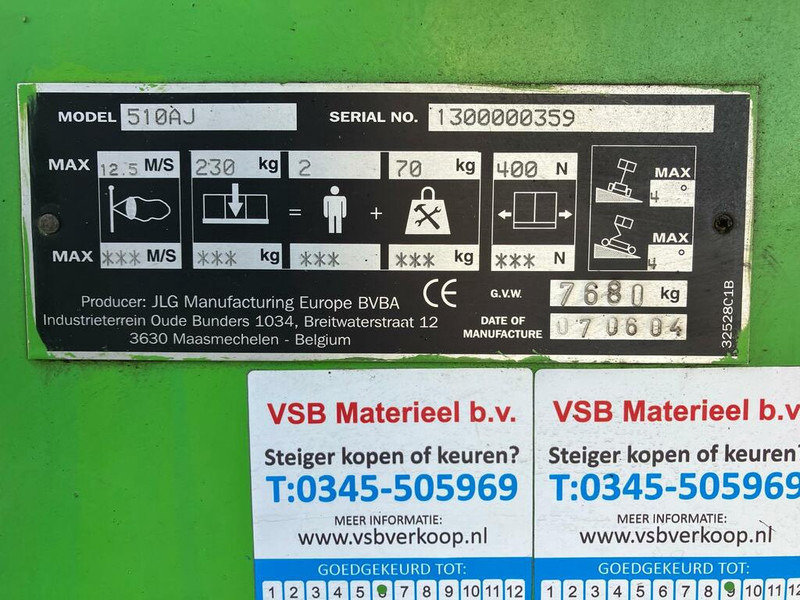 MODEL 510AJ SERIAL NO. 1300000359
MAX 12.5 M/S 230 kg 2 70 kg 400 N
MAX
4 °
= +
MAX
4 °
MAX *** M/S *** kg *** *** kg *** N
Producer: JLG Manufacturing Europe BVBA
Industrieterrein Oude Bunders 1034, Breitwaterstraat 12
3630 Maasmechelen - Belgium
CE
G.V.W. 7680 kg
DATE OF
MANUFACTURE 070604
3252801B
VSB Materieel b.v.
Steiger kopen of keuren?
T:0345-505969
MEER INFORMATIE:
www.vsbverkoop.nl
GOEDGEKEURD TOT:
1 2 3 4 5 6 7 8 9 10 11 12
VSB Materieel b.v
Steiger kopen of keuren?
T:0345-505969
MEER INFORMATIE:
www.vsbverkoop.nl
GOEDGEKEURD TOT:
1 2 3 4 5 6 7 8 9 10 11 12